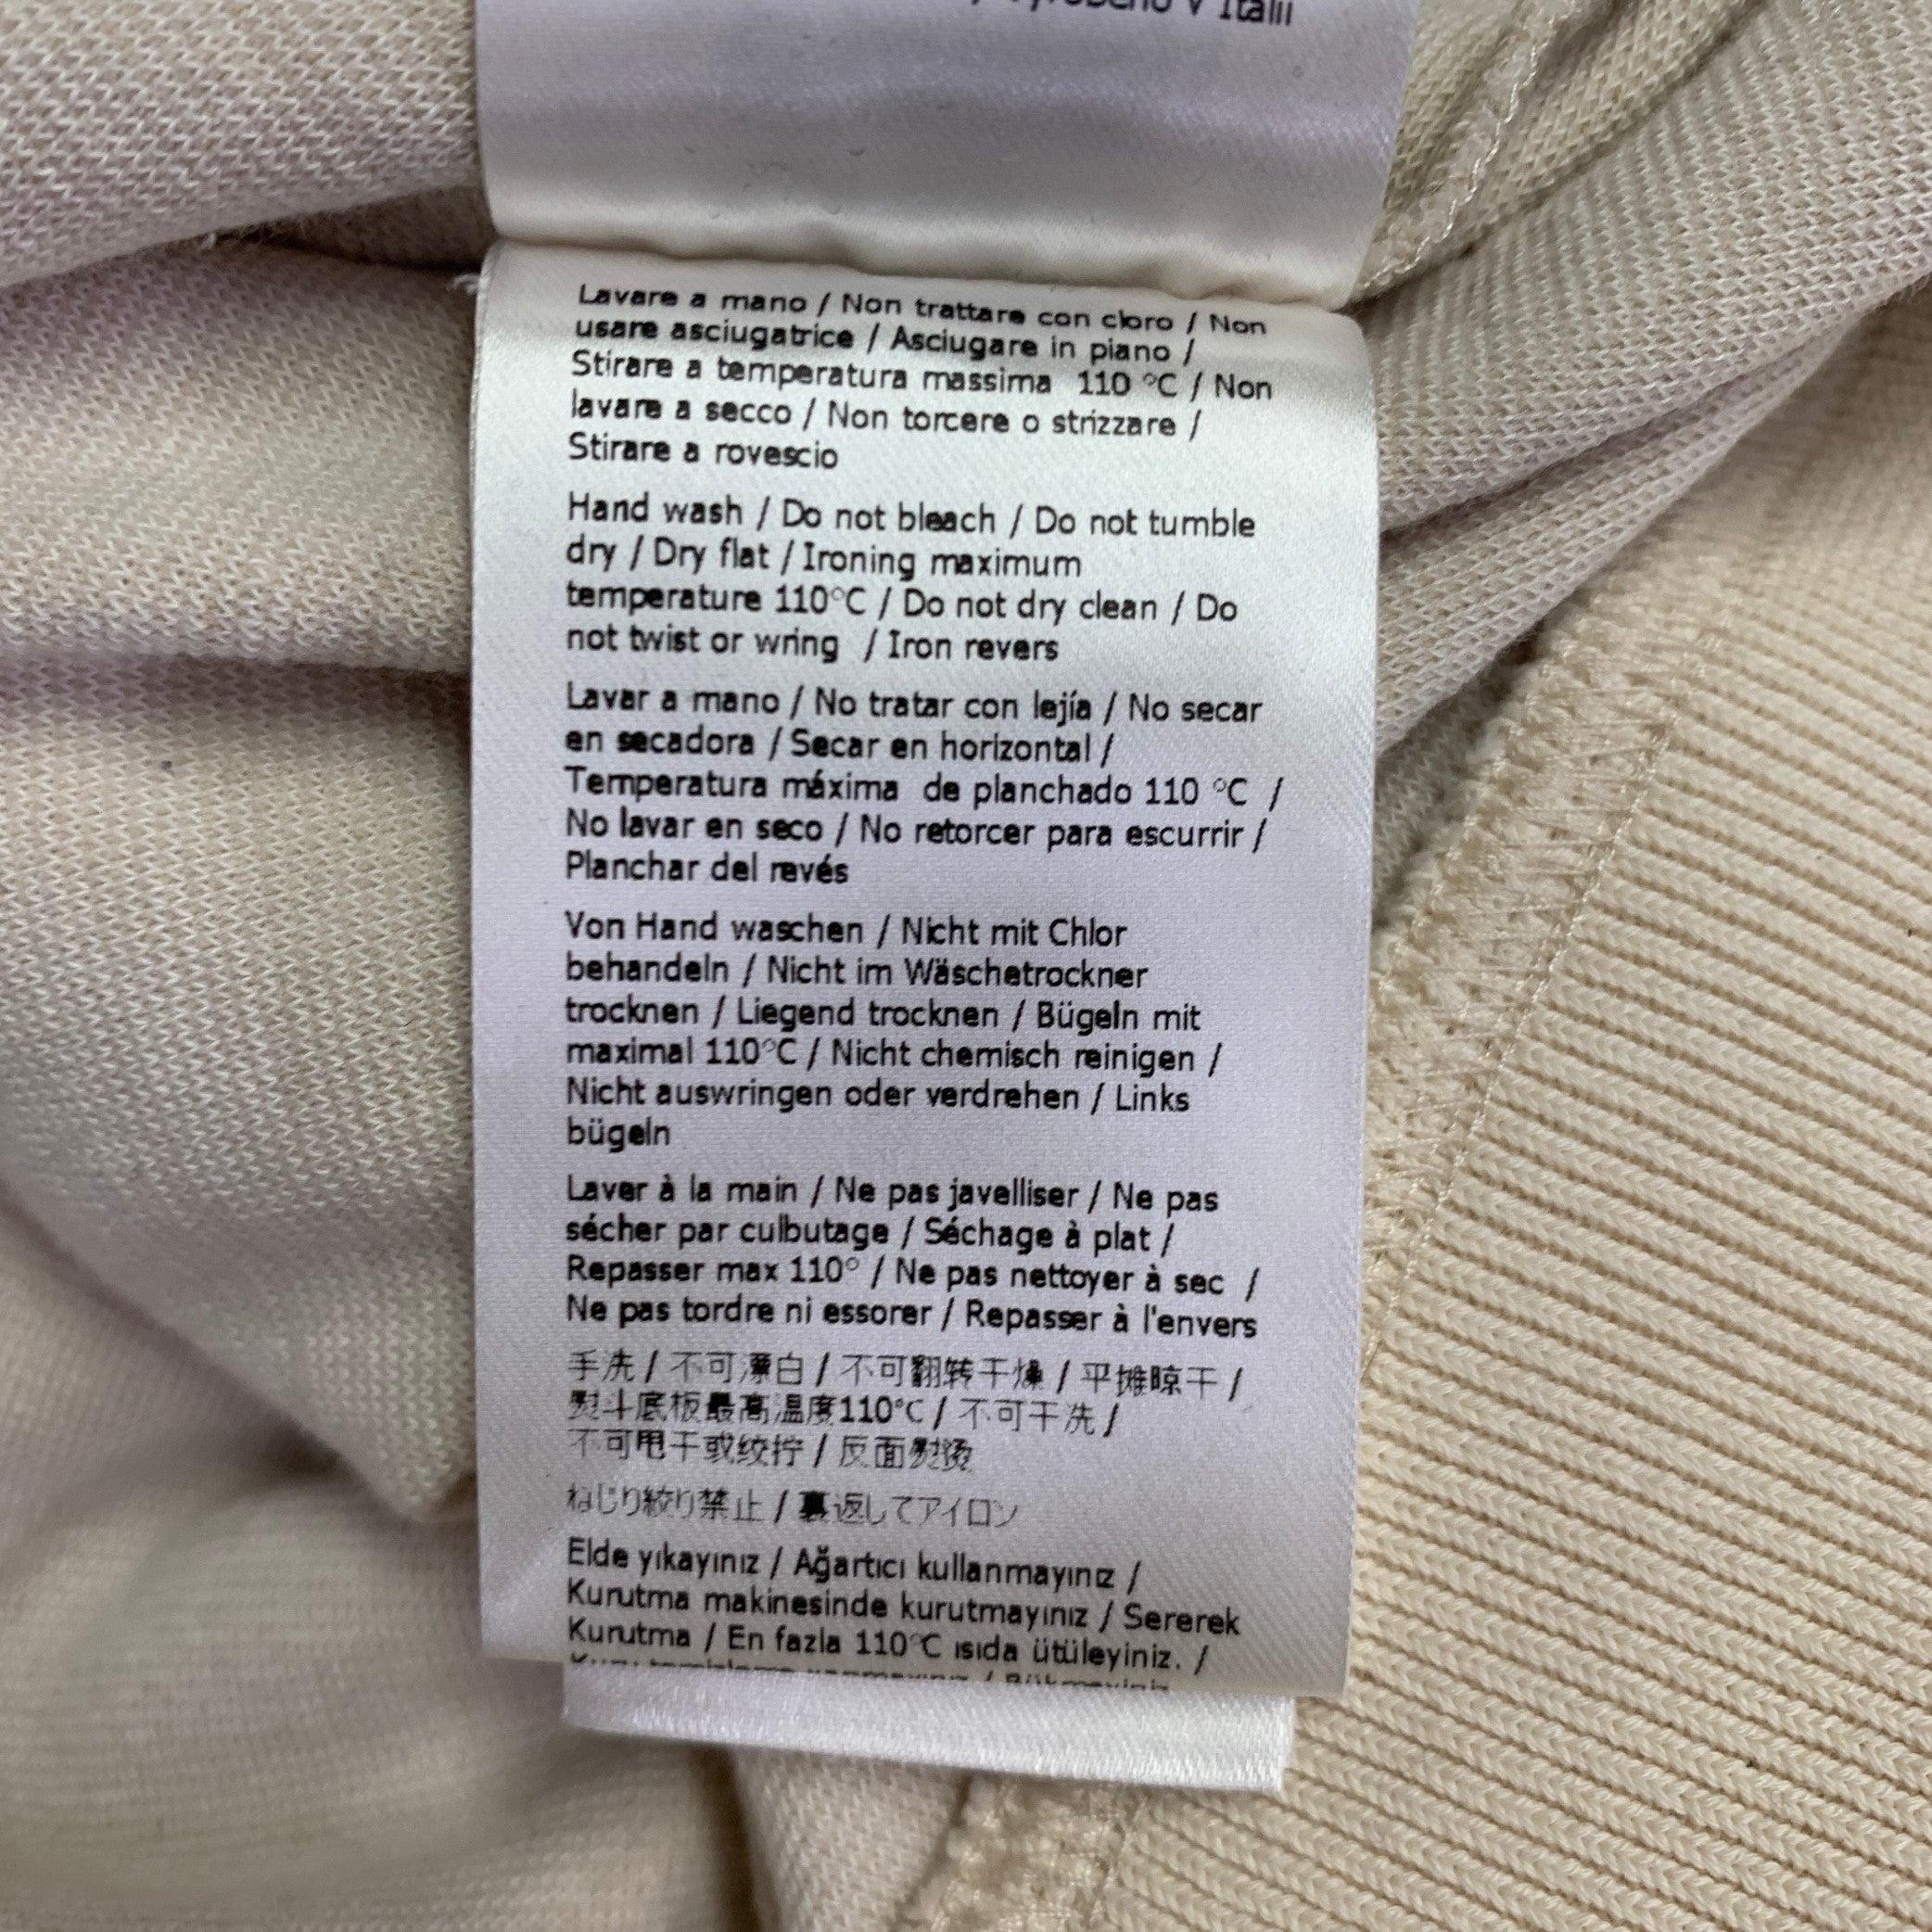 v Italii
Lavare a mano / Non trattare con cloro / Non
usare asciugatrice / Asciugare in piano /
Stirare a temperatura massima 110 °C / Non
lavare a secco / Non torcere o strizzare /
Stirare a rovescio
Hand wash / Do not bleach / Do not tumble
dry / Dry flat / Ironing maximum
temperature 110°C / Do not dry clean / Do
not twist or wring / Iron revers
Lavar a mano / No tratar con lejía / No secar
en secadora / Secar en horizontal /
Temperatura máxima de planchado 110 °C /
No lavar en seco / No retorcer para escurrir /
Planchar del revés
Von Hand waschen / Nicht mit Chlor
behandeln / Nicht im Wäschetrockner
trocknen / Liegend trocknen / Bügeln mit
maximal 110°C / Nicht chemisch reinigen /
Nicht auswringen oder verdrehen / Links
bügeln
Laver à la main / Ne pas javelliser / Ne pas
sécher par culbutage / Séchage à plat /
Repasser max 110° / Ne pas nettoyer à sec /
Ne pas tordre ni essorer / Repasser à l'envers
手洗 / 不可漂白 / 不可翻转干燥 / 平摊晾干 /
熨斗底板最高温度110°C / 不可干洗 /
不可甩干或绞拧 / 反面熨烫
ねじり絞り禁止 / 裏返してアイロン
Elde yıkayınız / Ağartıcı kullanmayınız /
Kurutma makinesinde kurutmayınız / Sererek
Kurutma / En fazla 110°C ısıda ütüleyiniz. /